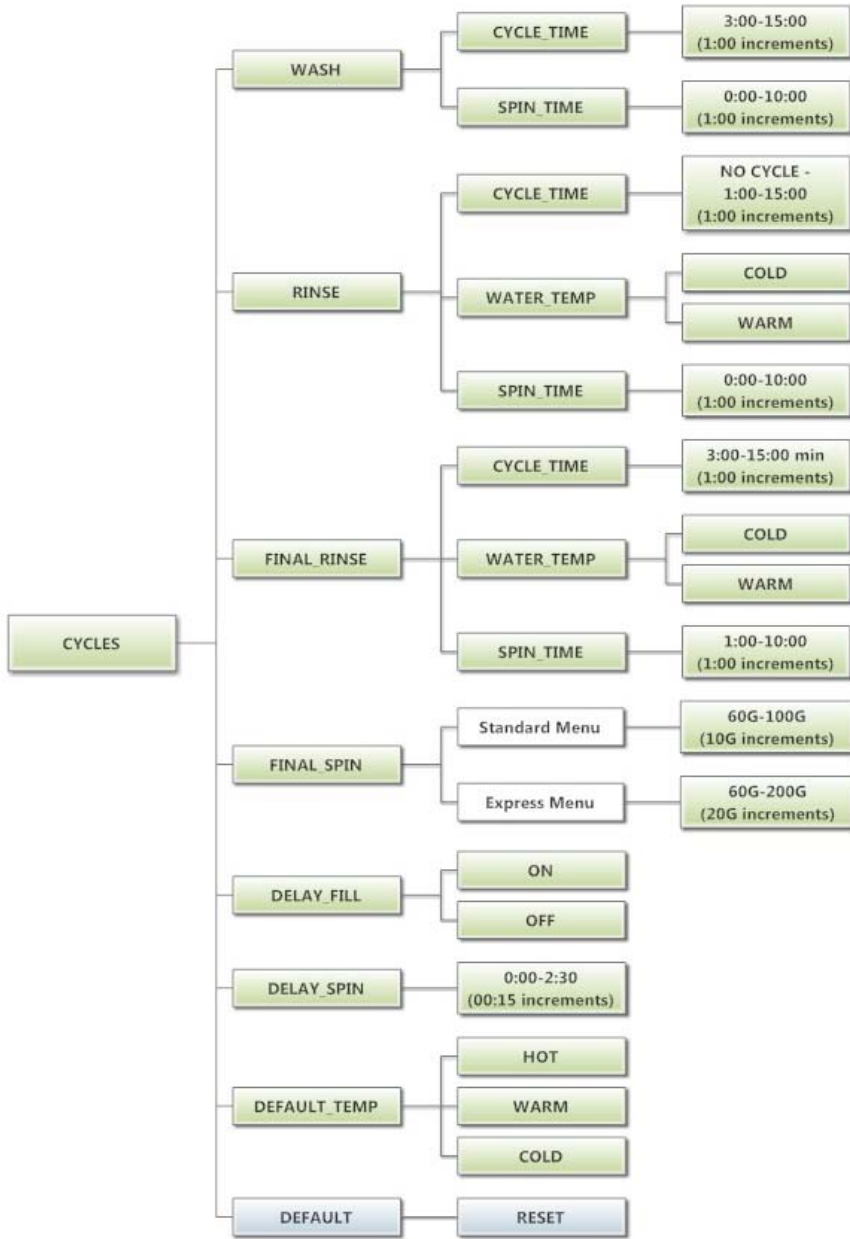 CYCLES
WASH
CYCLE_TIME
3:00-15:00
(1:00 increments)
SPIN_TIME
0:00-10:00
(1:00 increments)
RINSE
CYCLE_TIME
NO CYCLE -
1:00-15:00
(1:00 increments)
WATER_TEMP
COLD
WARM
SPIN_TIME
0:00-10:00
(1:00 increments)
FINAL_RINSE
CYCLE_TIME
3:00-15:00 min
(1:00 increments)
WATER_TEMP
COLD
WARM
SPIN_TIME
1:00-10:00
(1:00 increments)
FINAL_SPIN
Standard Menu
60G-100G
(10G increments)
Express Menu
60G-200G
(20G increments)
DELAY_FILL
ON
OFF
DELAY_SPIN
0:00-2:30
(00:15 increments)
DEFAULT_TEMP
HOT
WARM
COLD
DEFAULT
RESET